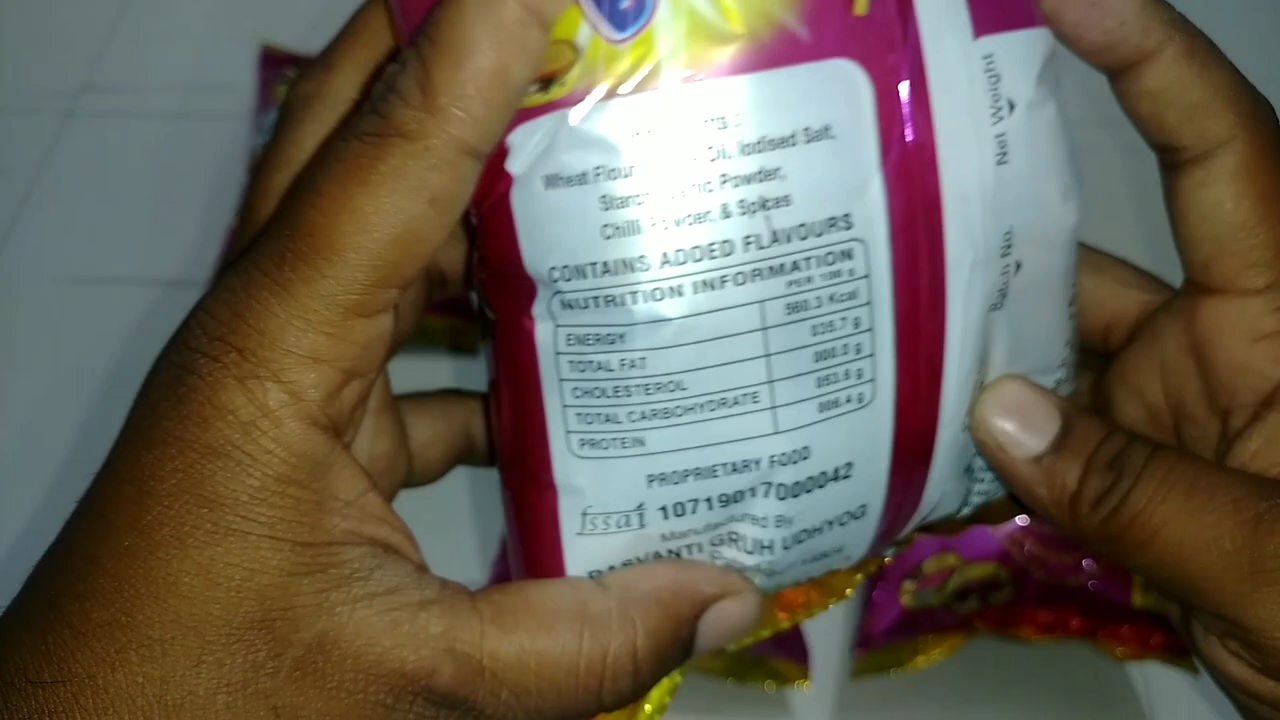 Wheat Flour Oil, Iodised Salt,
Powder,
Chilli Powder, & Spices
CONTAINS ADDED FLAVOURS
NUTRITION INFORMATION
PER 100 g
ENERGY 560.3 Kcal
TOTAL FAT 035.7 g
CHOLESTEROL 000.0 g
TOTAL CARBOHYDRATE 053.6 g
PROTEIN 006.4 g
PROPRIETARY FOOD
fssai 10719017000042
Manufactured By
GRUH UDHYOG
Net Weight
Batch No.